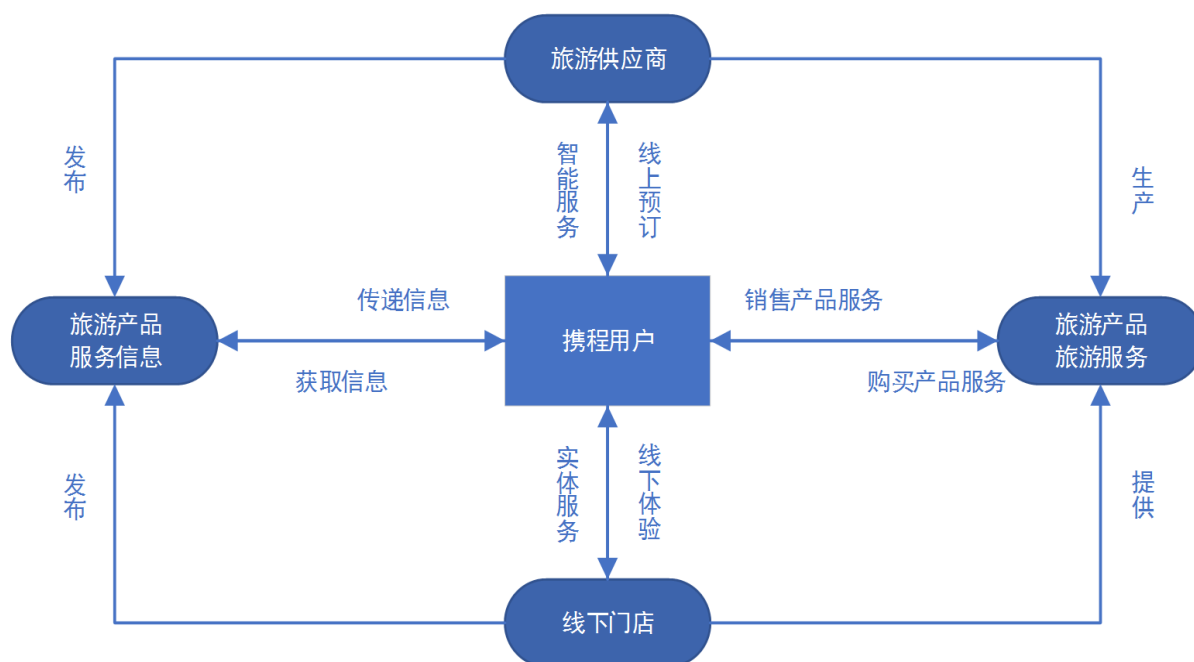 旅游供应商
发布
智能服务
线上预订
生产
传递信息
销售产品服务
旅游产品
服务信息
携程用户
旅游产品
旅游服务
获取信息
购买产品服务
发布
实体服务
线下体验
提供
线下门店